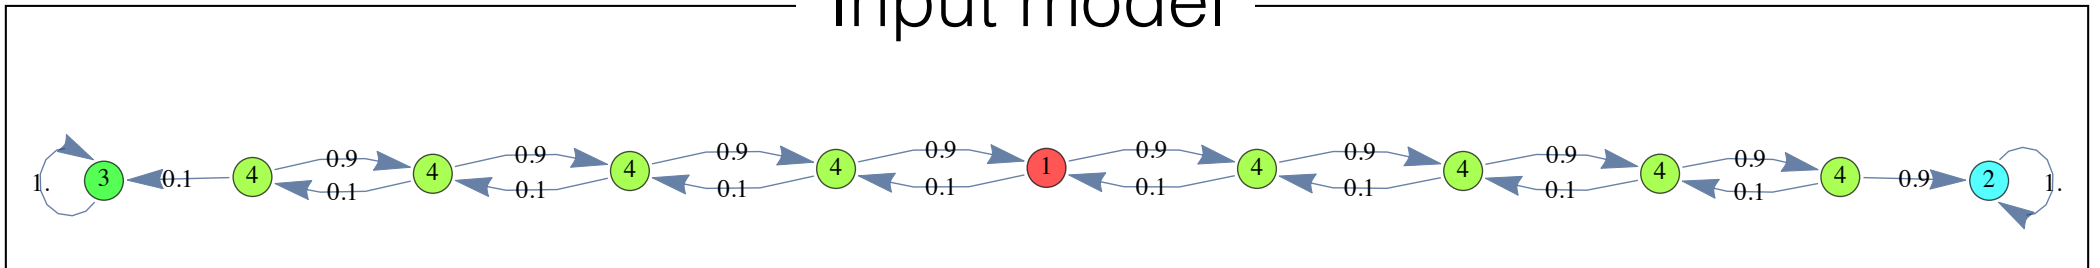 Input model
0.9 0.9 0.9 0.9 0.9 0.9 0.9 0.9
1. 3 0.1 4 4 4 4 1 4 4 4 4 0.9 2 1.
0.1 0.1 0.1 0.1 0.1 0.1 0.1 0.1